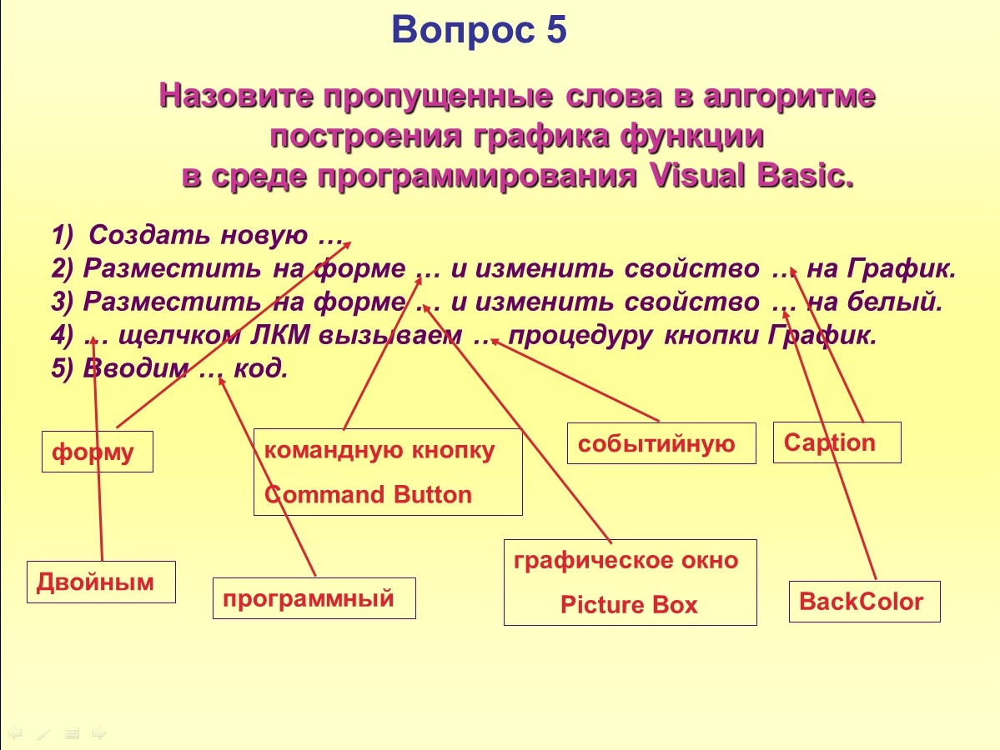 Вопрос 5
Назовите пропущенные слова в алгоритме
построения графика функции
в среде программирования Visual Basic.
1) Создать новую …
2) Разместить на форме … и изменить свойство … на График.
3) Разместить на форме … и изменить свойство … на белый.
4) … щелчком ЛКМ вызываем … процедуру кнопки График.
5) Вводим … код.
форму
командную кнопку
Command Button
событийную
Caption
Двойным
программный
графическое окно
Picture Box
BackColor